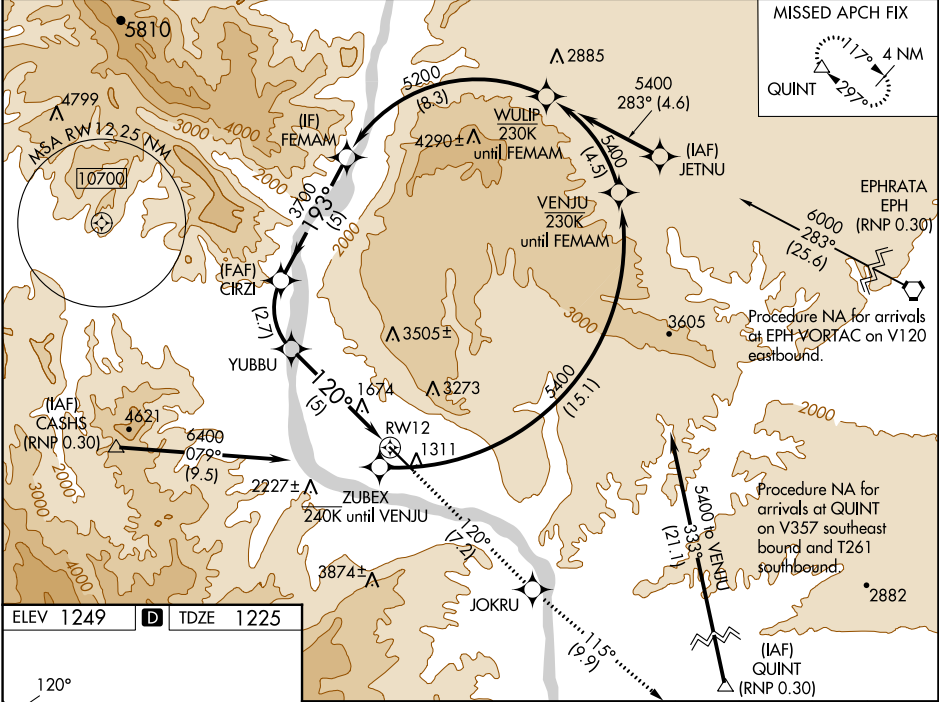 MISSED APCH FIX
117°
4 NM
QUINT
297°
5810
4799
3000
4000
MSA RW12 25 NM
10700
2000
(IF)
FEMAM
5200
(8.3)
2885
5400
283° (4.6)
WULIP
230K
until FEMAM
4290±
5400
(4.5)
(IAF)
JETNU
3700
193°
(5)
2000
VENJU
230K
until FEMAM
EPHRATA
EPH
(RNP 0.30)
6000
283°
(25.6)
(FAF)
CIRZI
(2.7)
3505±
3000
3605
Procedure NA for arrivals
at EPH VORTAC on V120
eastbound.
YUBBU
120°
(5)
1674
3273
5400
(15.1)
(IAF)
CASHS
(RNP 0.30)
4621
6400
079°
(9.5)
RW12
1311
2000
2227±
ZUBEX
240K until VENJU
3000
2000
120°
(7.2)
5400 to VENJU
333°
(21.1)
Procedure NA for
arrivals at QUINT
on V357 southeast
bound and T261
southbound
3874±
4000
JOKRU
2882
115°
(9.9)
(IAF)
QUINT
(RNP 0.30)
ELEV 1249 D TDZE 1225
120°